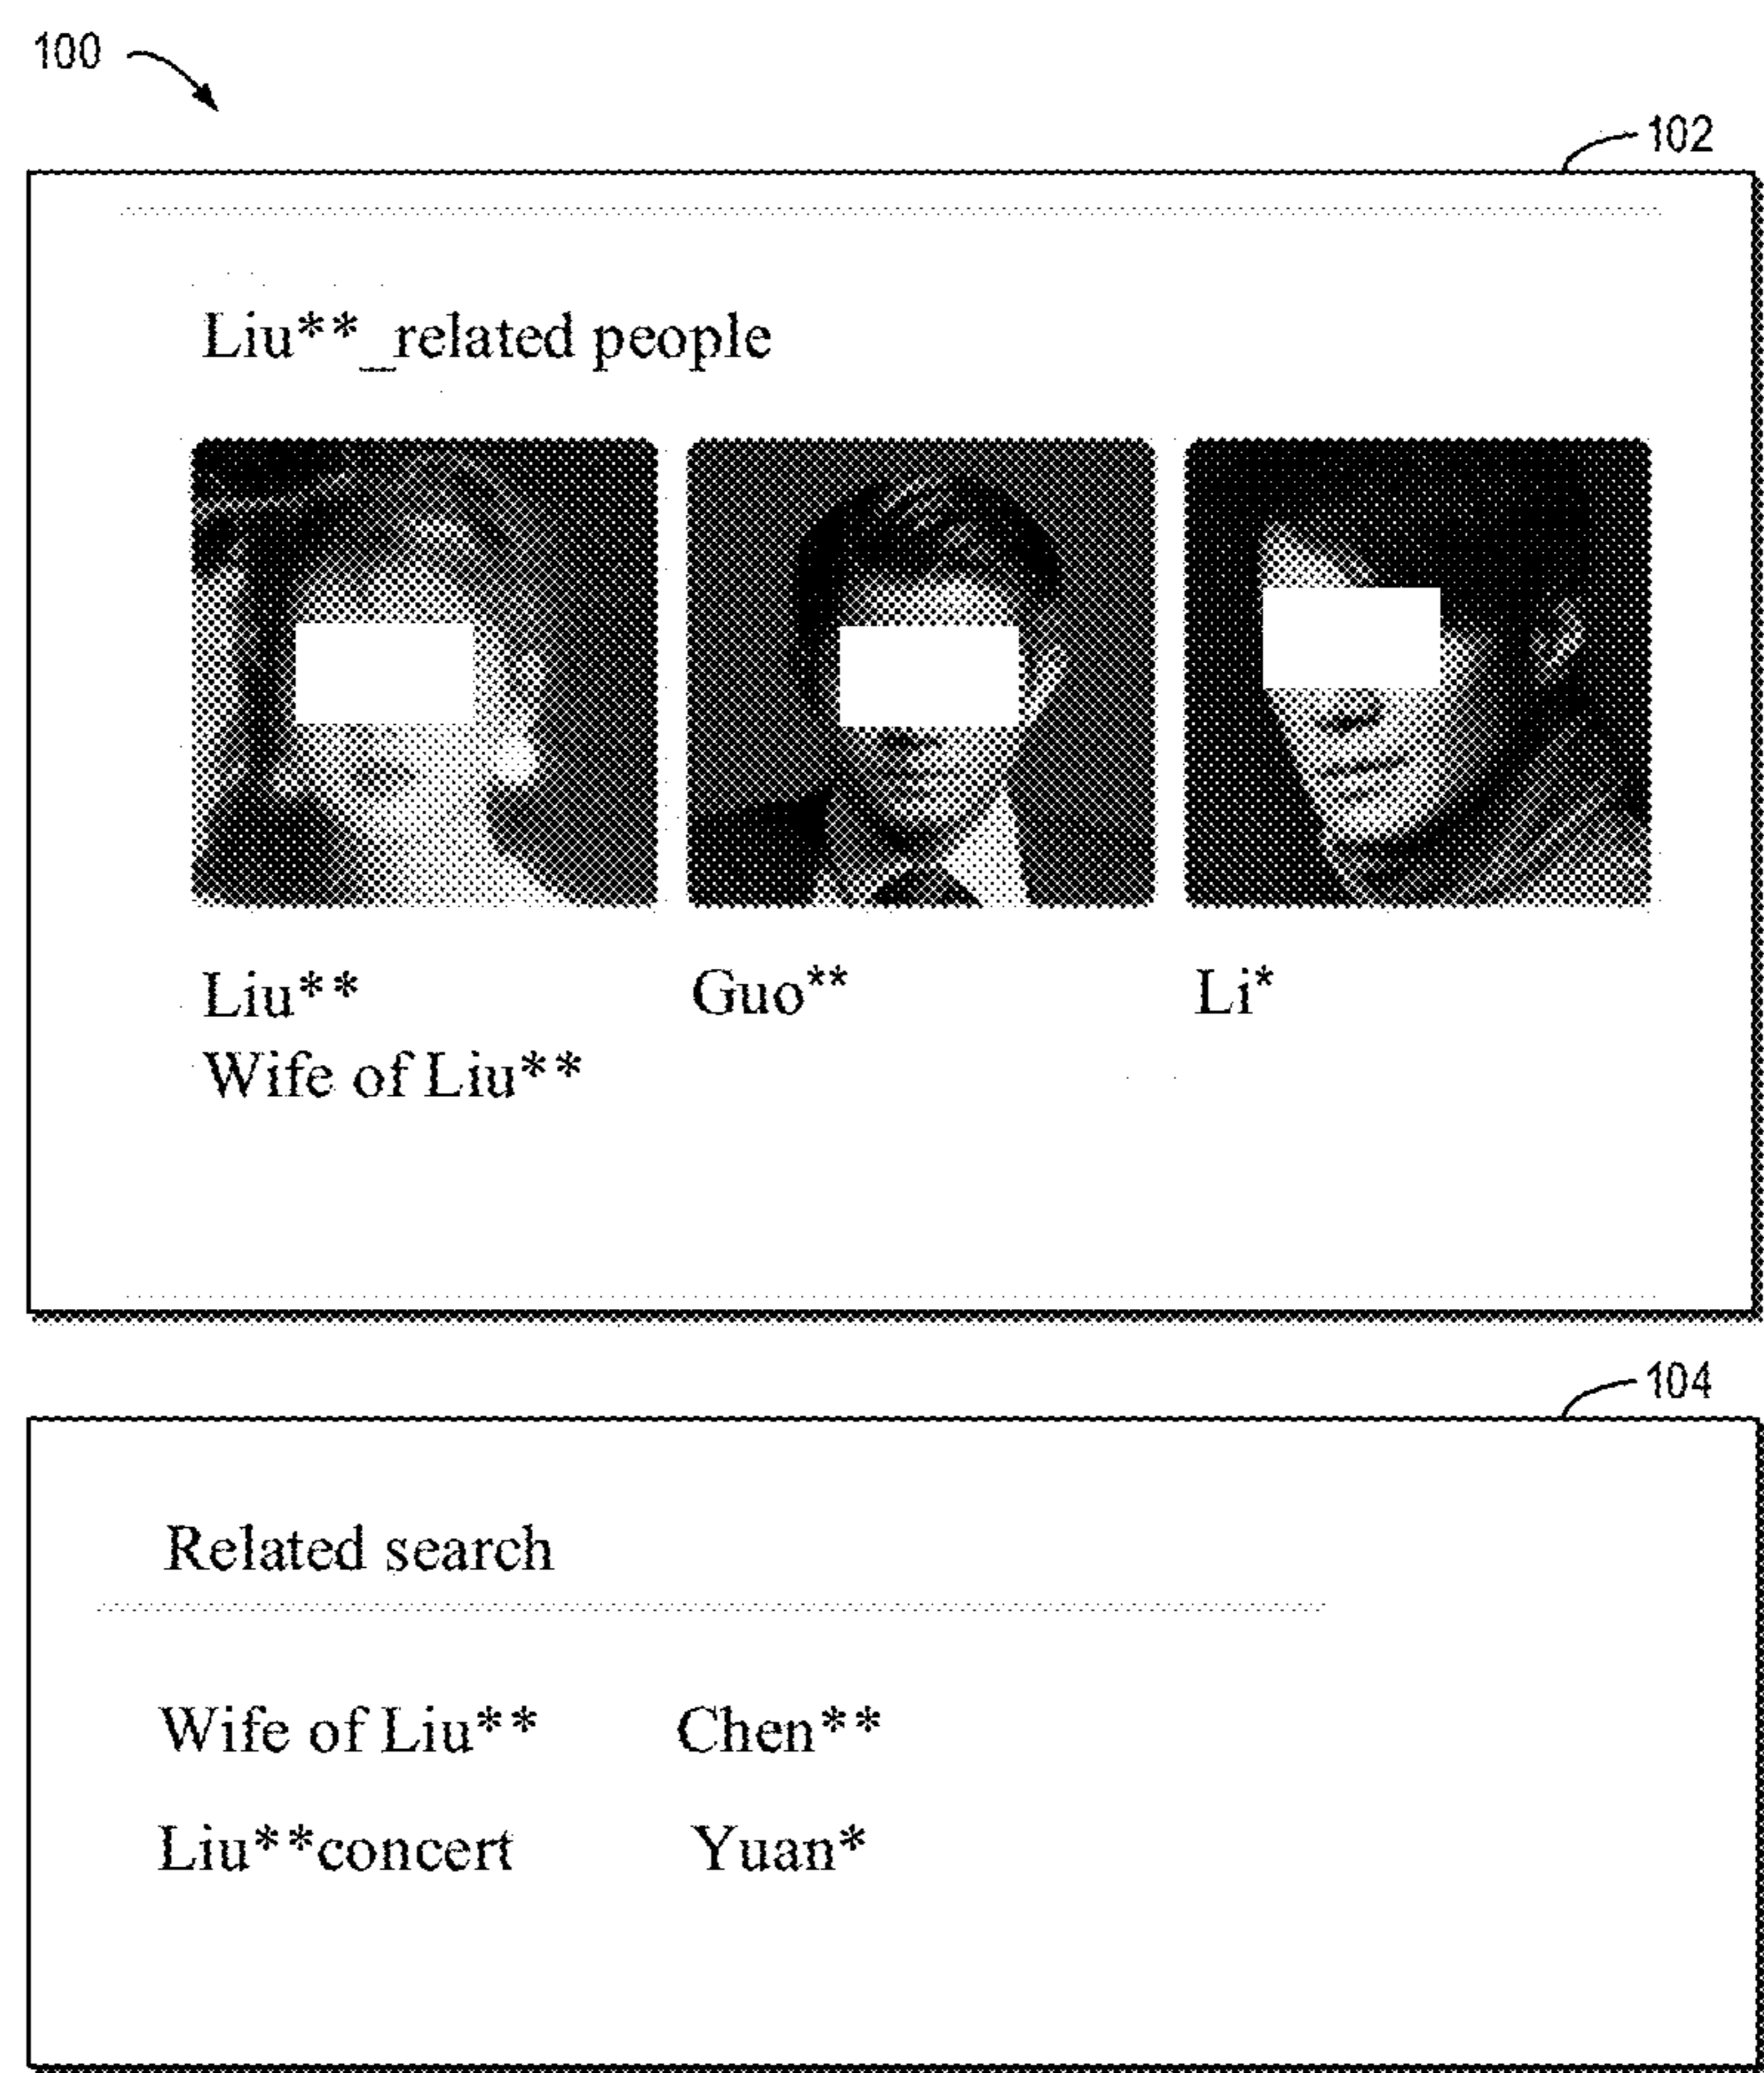 100
102
Liu**_related people
Liu** Guo** Li*
Wife of Liu**
104
Related search
Wife of Liu** Chen**
Liu**concert Yuan*